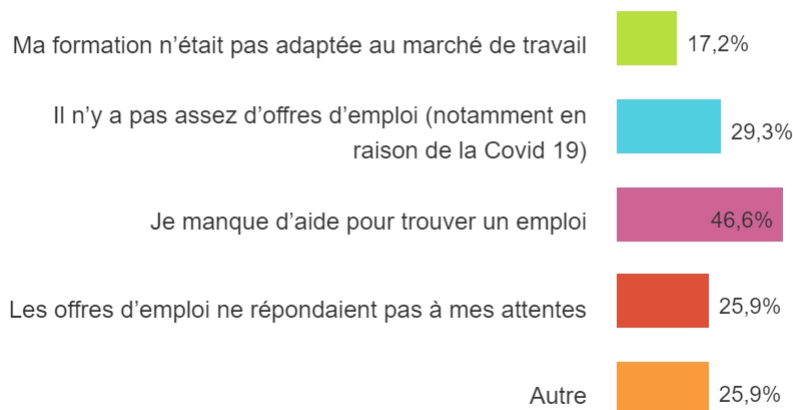 Ma formation n’était pas adaptée au marché de travail
17,2%
Il n’y a pas assez d’offres d’emploi (notamment en
raison de la Covid 19)
29,3%
Je manque d’aide pour trouver un emploi
46,6%
Les offres d’emploi ne répondaient pas à mes attentes
25,9%
Autre
25,9%